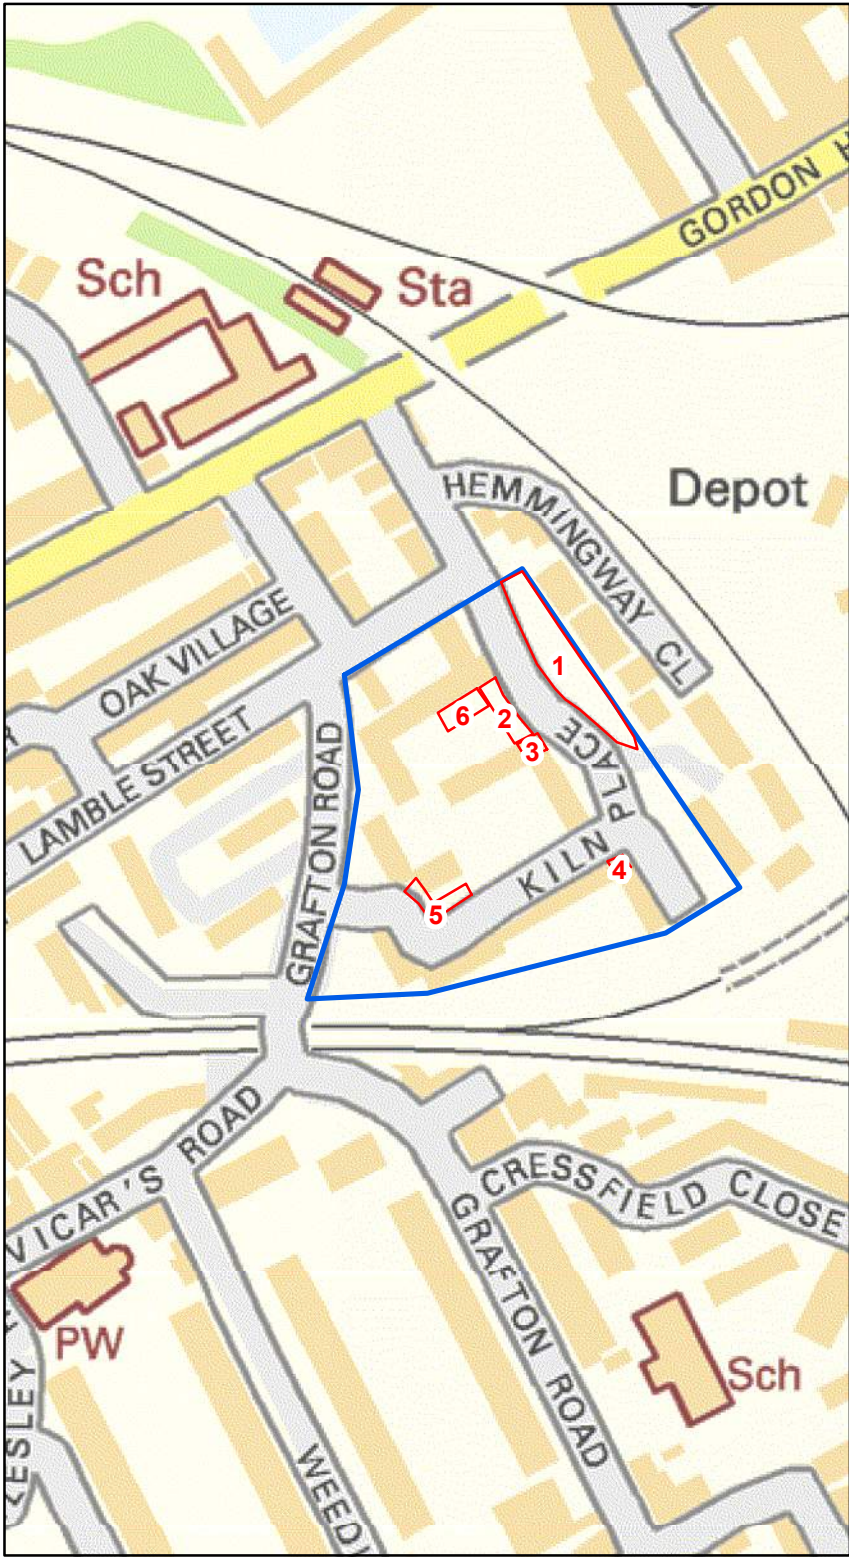 GORDON H
Sch
Sta
HEMMINGWAY CL
Depot
OAK VILLAGE
1
6
2
3
PLACE
LAMBLE STREET
GRAFTON ROAD
KILN
4
5
VICAR'S ROAD
CRESSFIELD CLOSE
GRAFTON ROAD
PW
Sch
WEEDI